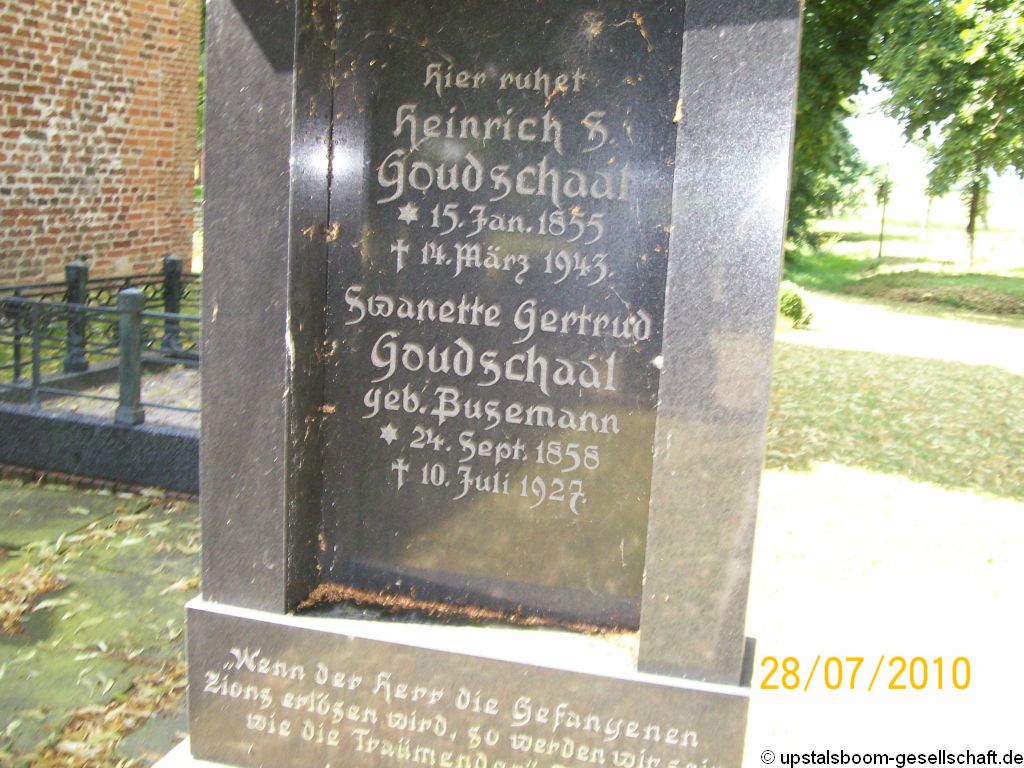 Hier ruhet
Heinrich S.
Goudschaal
* 15. Jan. 1855
† 14. März 1943.
Swanette Gertrud
Goudschaal
geb. Busemann
* 24. Sept. 1858
† 10. Juli 1927.
„Wenn der Herr die Gefangenen
Zions erlösen wird, so werden wir sein
wie die Träumenden"
28/07/2010
© upstalsboom-gesellschaft.de